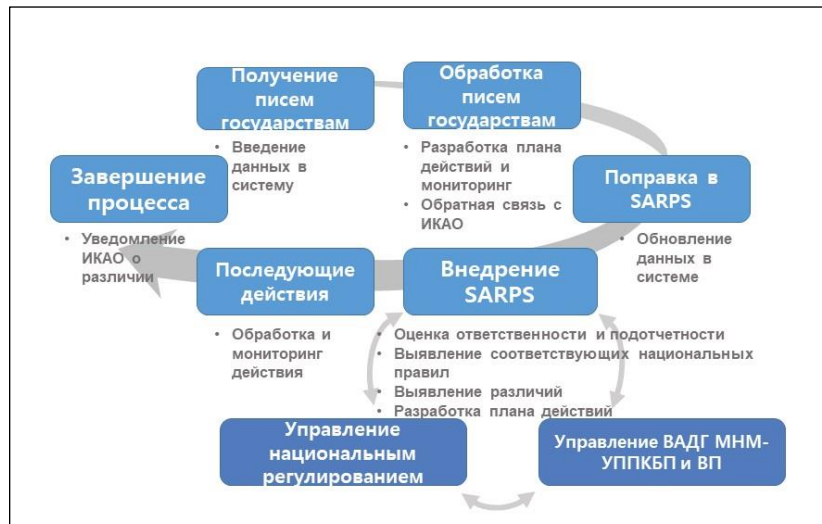 Получение
писем
государствам
• Введение
данных в
систему
Обработка
писем
государствам
• Разработка плана
действий и
мониторинг
• Обратная связь с
ИКАО
Поправка в
SARPS
• Обновление
данных в
системе
Внедрение
SARPS
• Оценка ответственности и подотчетности
• Выявление соответствующих национальных
правил
• Выявление различий
• Разработка плана действий
Последующие
действия
• Обработка и
мониторинг
действия
Завершение
процесса
• Уведомление
ИКАО о
различии
Управление
национальным
регулированием
Управление ВАДГ МНМ-
УППКБП и ВП